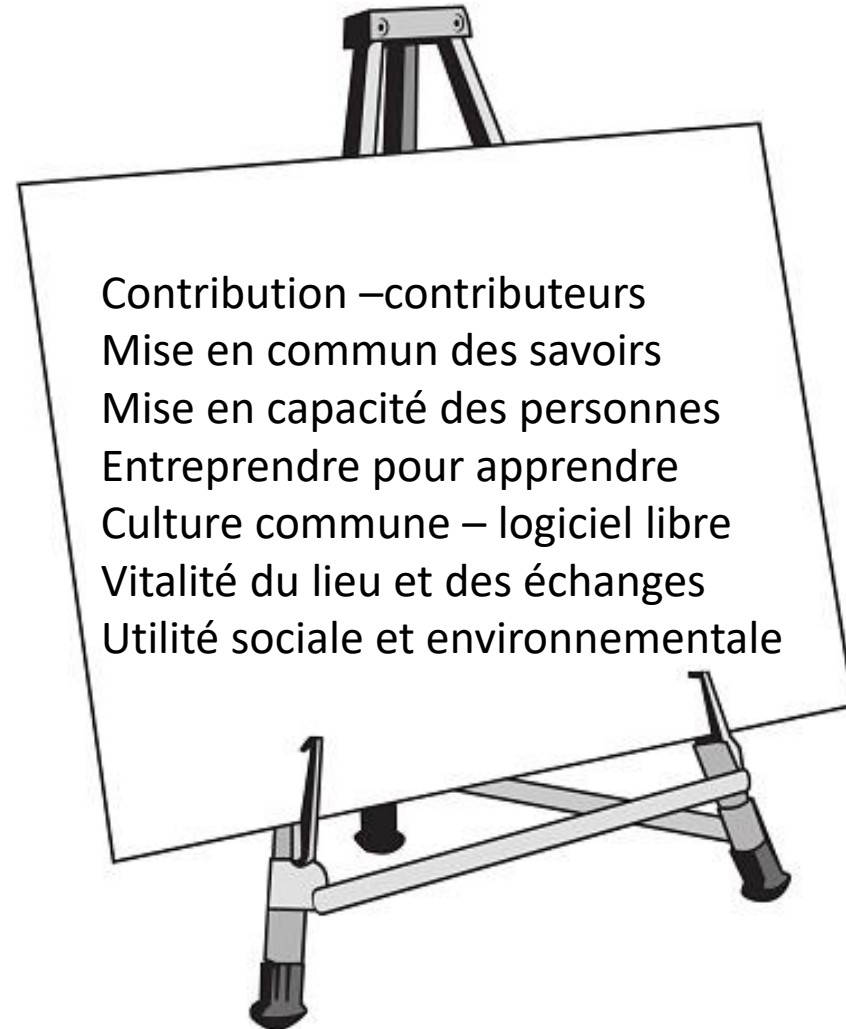 Contribution –contributeurs
Mise en commun des savoirs
Mise en capacité des personnes
Entreprendre pour apprendre
Culture commune – logiciel libre
Vitalité du lieu et des échanges
Utilité sociale et environnementale